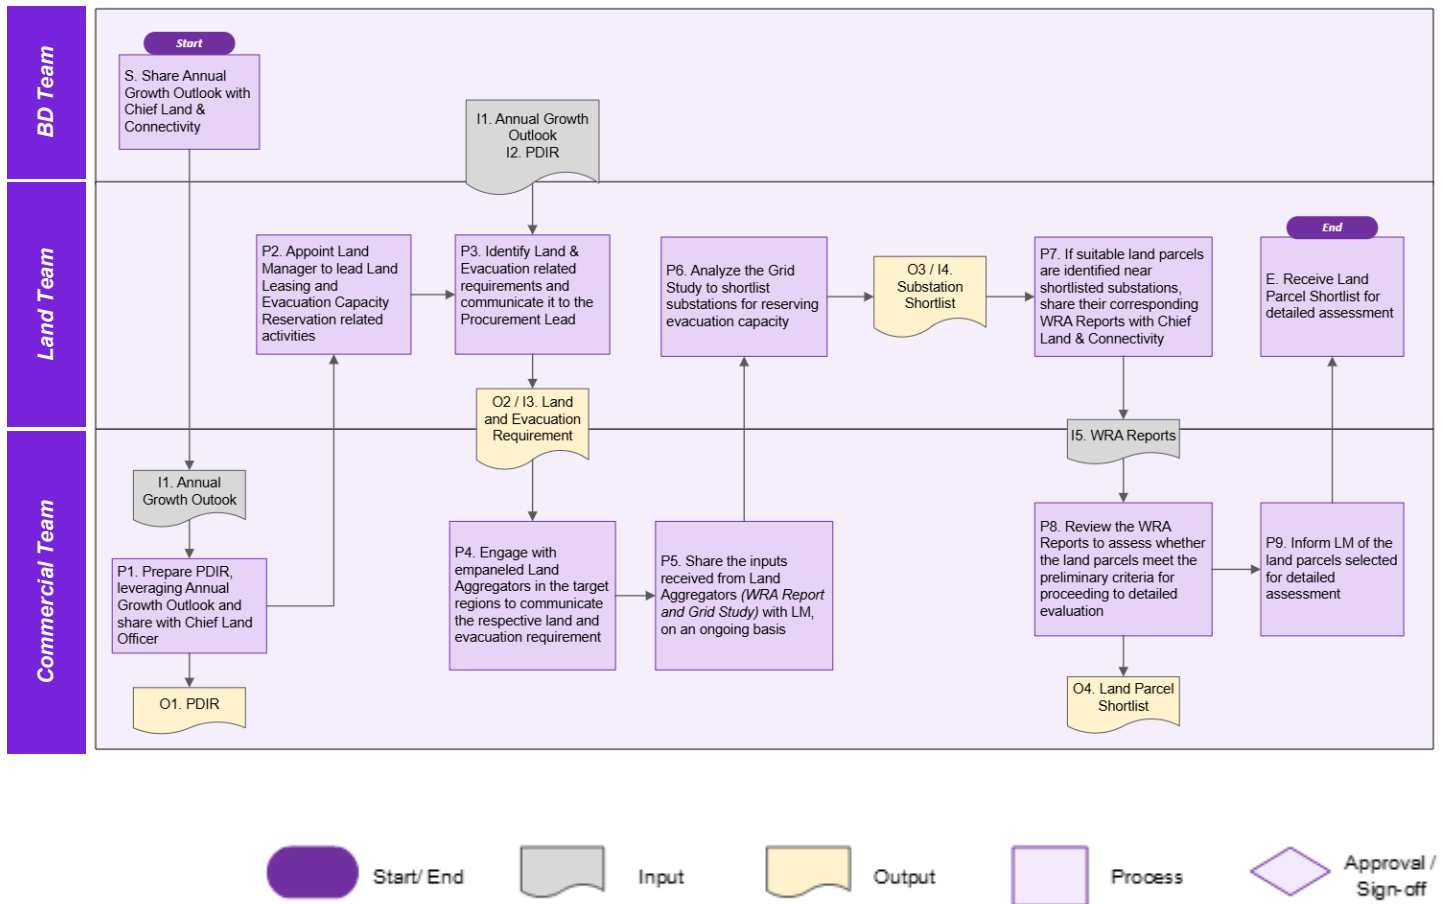 BD Team
Start
S. Share Annual
Growth Outlook with
Chief Land &
Connectivity
I1. Annual Growth
Outlook
I2. PDIR
Land Team
P2. Appoint Land
Manager to lead Land
Leasing and
Evacuation Capacity
Reservation related
activities
P3. Identify Land &
Evacuation related
requirements and
communicate it to the
Procurement Lead
O2 / I3. Land
and Evacuation
Requirement
P6. Analyze the Grid
Study to shortlist
substations for reserving
evacuation capacity
O3 / I4.
Substation
Shortlist
P7. If suitable land parcels
are identified near
shortlisted substations,
share their corresponding
WRA Reports with Chief
Land & Connectivity
End
E. Receive Land
Parcel Shortlist for
detailed assessment
Commercial Team
I1. Annual
Growth Outook
P1. Prepare PDIR,
leveraging Annual
Growth Outlook and
share with Chief Land
Officer
O1. PDIR
P4. Engage with
empaneled Land
Aggregators in the target
regions to communicate
the respective land and
evacuation requirement
P5. Share the inputs
received from Land
Aggregators (WRA Report
and Grid Study) with LM,
on an ongoing basis
I5. WRA Reports
P8. Review the WRA
Reports to assess whether
the land parcels meet the
preliminary criteria for
proceeding to detailed
evaluation
O4. Land Parcel
Shortlist
P9. Inform LM of the
land parcels selected
for detailed
assessment
Start/ End
Input
Output
Process
Approval /
Sign-off